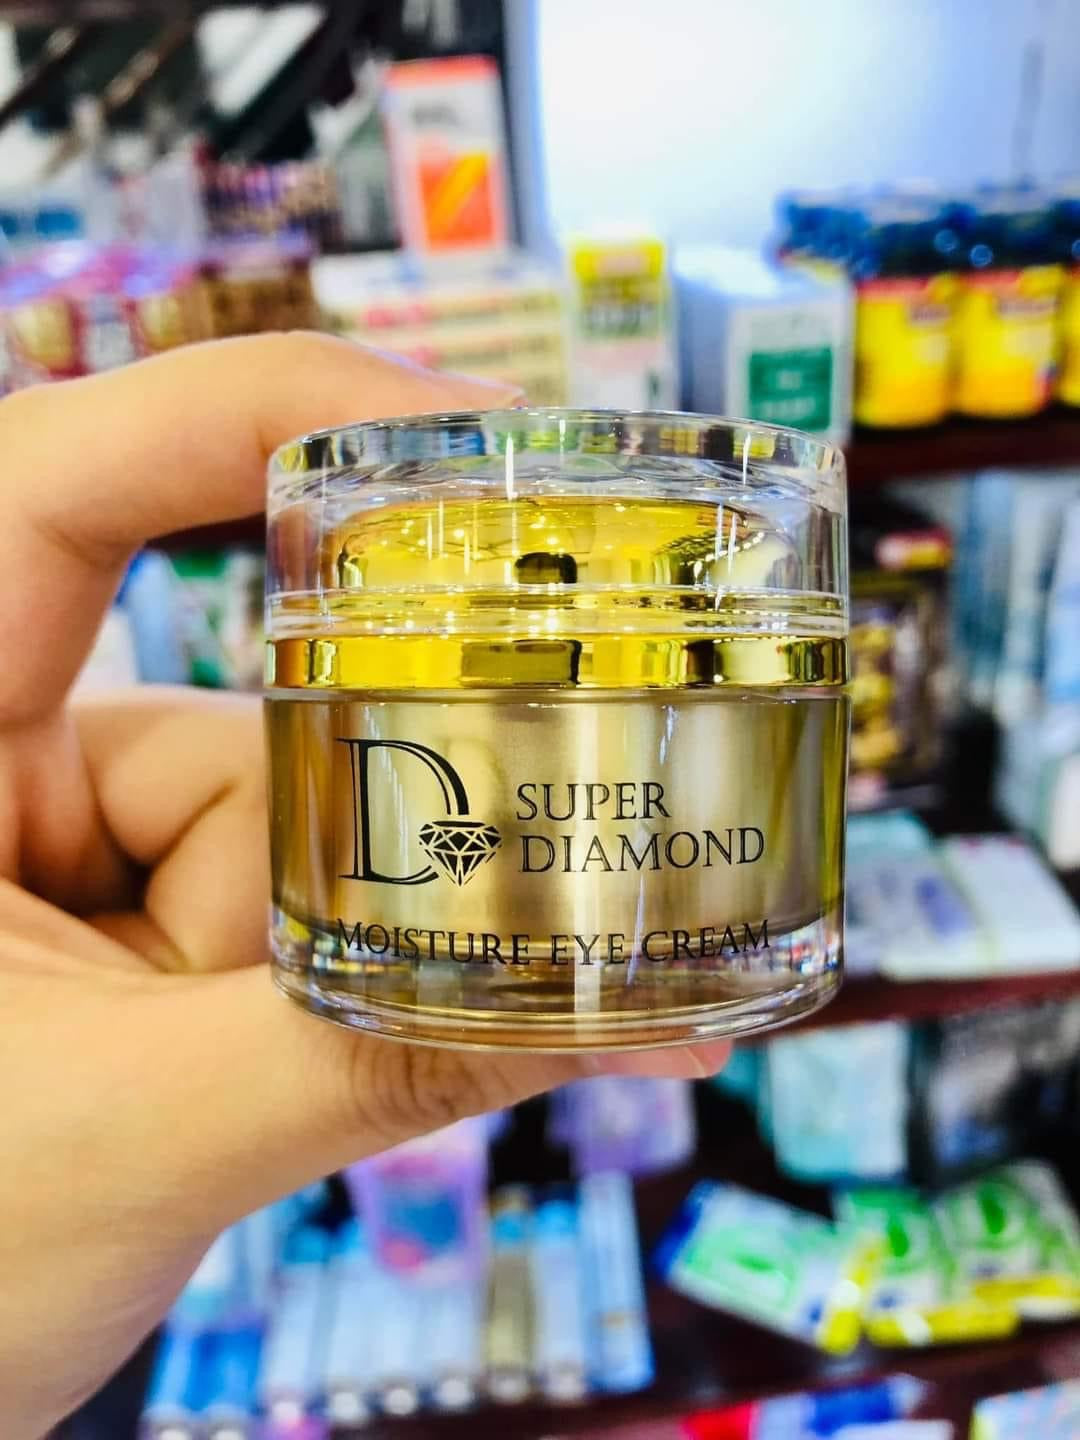 D
SUPER
DIAMOND
MOISTURE EYE CREAM